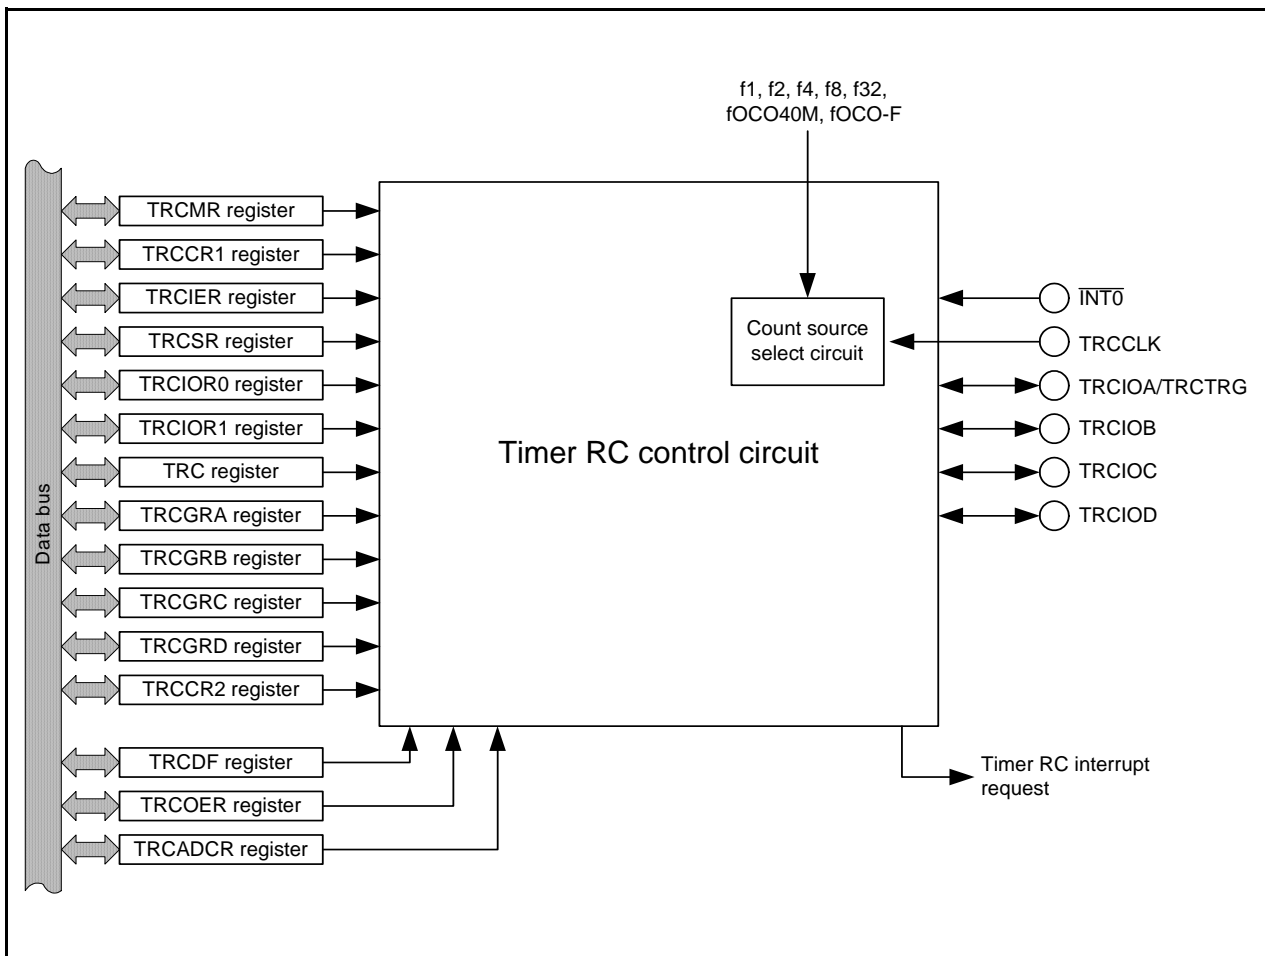 f1, f2, f4, f8, f32,
fOCO40M, fOCO-F
Data bus
TRCMR register
TRCCR1 register
TRCIER register
TRCSR register
TRCIOR0 register
TRCIOR1 register
TRC register
TRCGRA register
TRCGRB register
TRCGRC register
TRCGRD register
TRCCR2 register
TRCDF register
TRCOER register
TRCADCR register
Count source
select circuit
Timer RC control circuit
INT0
TRCCLK
TRCIOA/TRCTRG
TRCIOB
TRCIOC
TRCIOD
Timer RC interrupt
request